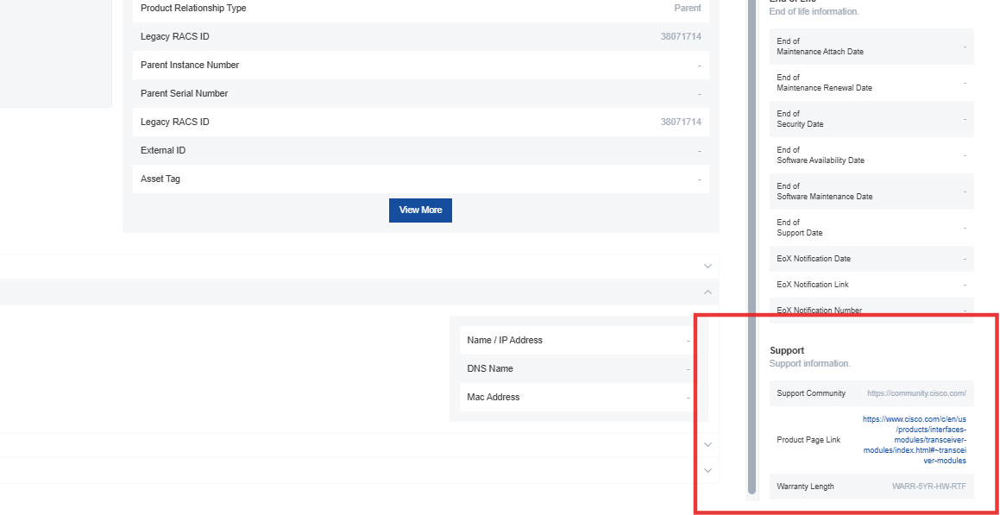 Product Relationship Type Parent
Legacy RACS ID 38071714
Parent Instance Number -
Parent Serial Number -
Legacy RACS ID 38071714
External ID -
Asset Tag -
View More
Name / IP Address -
DNS Name -
Mac Address -
End of Life
End of life information.
End of
Maintenance Attach Date -
End of
Maintenance Renewal Date -
End of
Security Date -
End of
Software Availability Date -
End of
Software Maintenance Date -
End of
Support Date -
EoX Notification Date -
EoX Notification Link -
EoX Notification Number -
Support
Support information.
Support Community https://community.cisco.com/
Product Page Link
https://www.cisco.com/c/en/us
/products/interfaces-
modules/transceiver-
modules/index.html#~transcei
ver-modules
Warranty Length WARR-5YR-HW-RTF